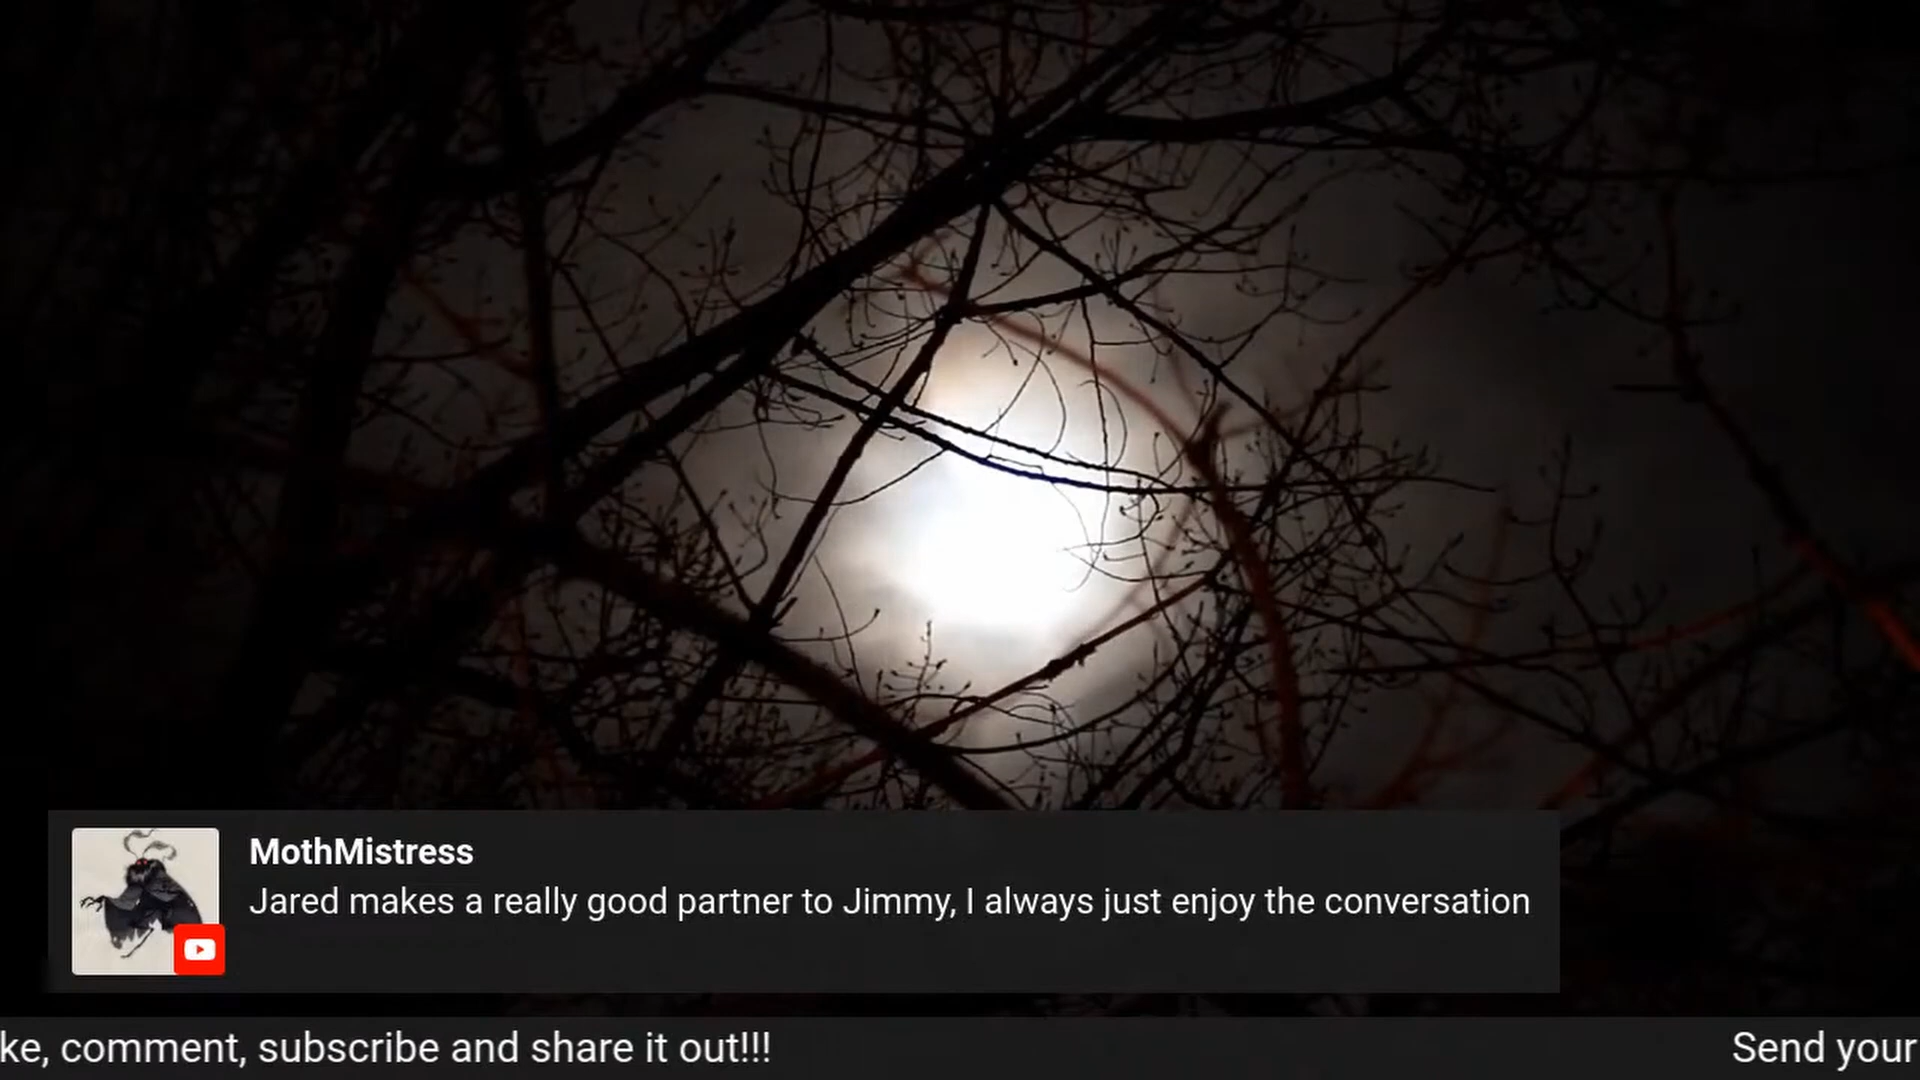 MothMistress
Jared makes a really good partner to Jimmy, I always just enjoy the conversation
ke, comment, subscribe and share it out!!! Send your